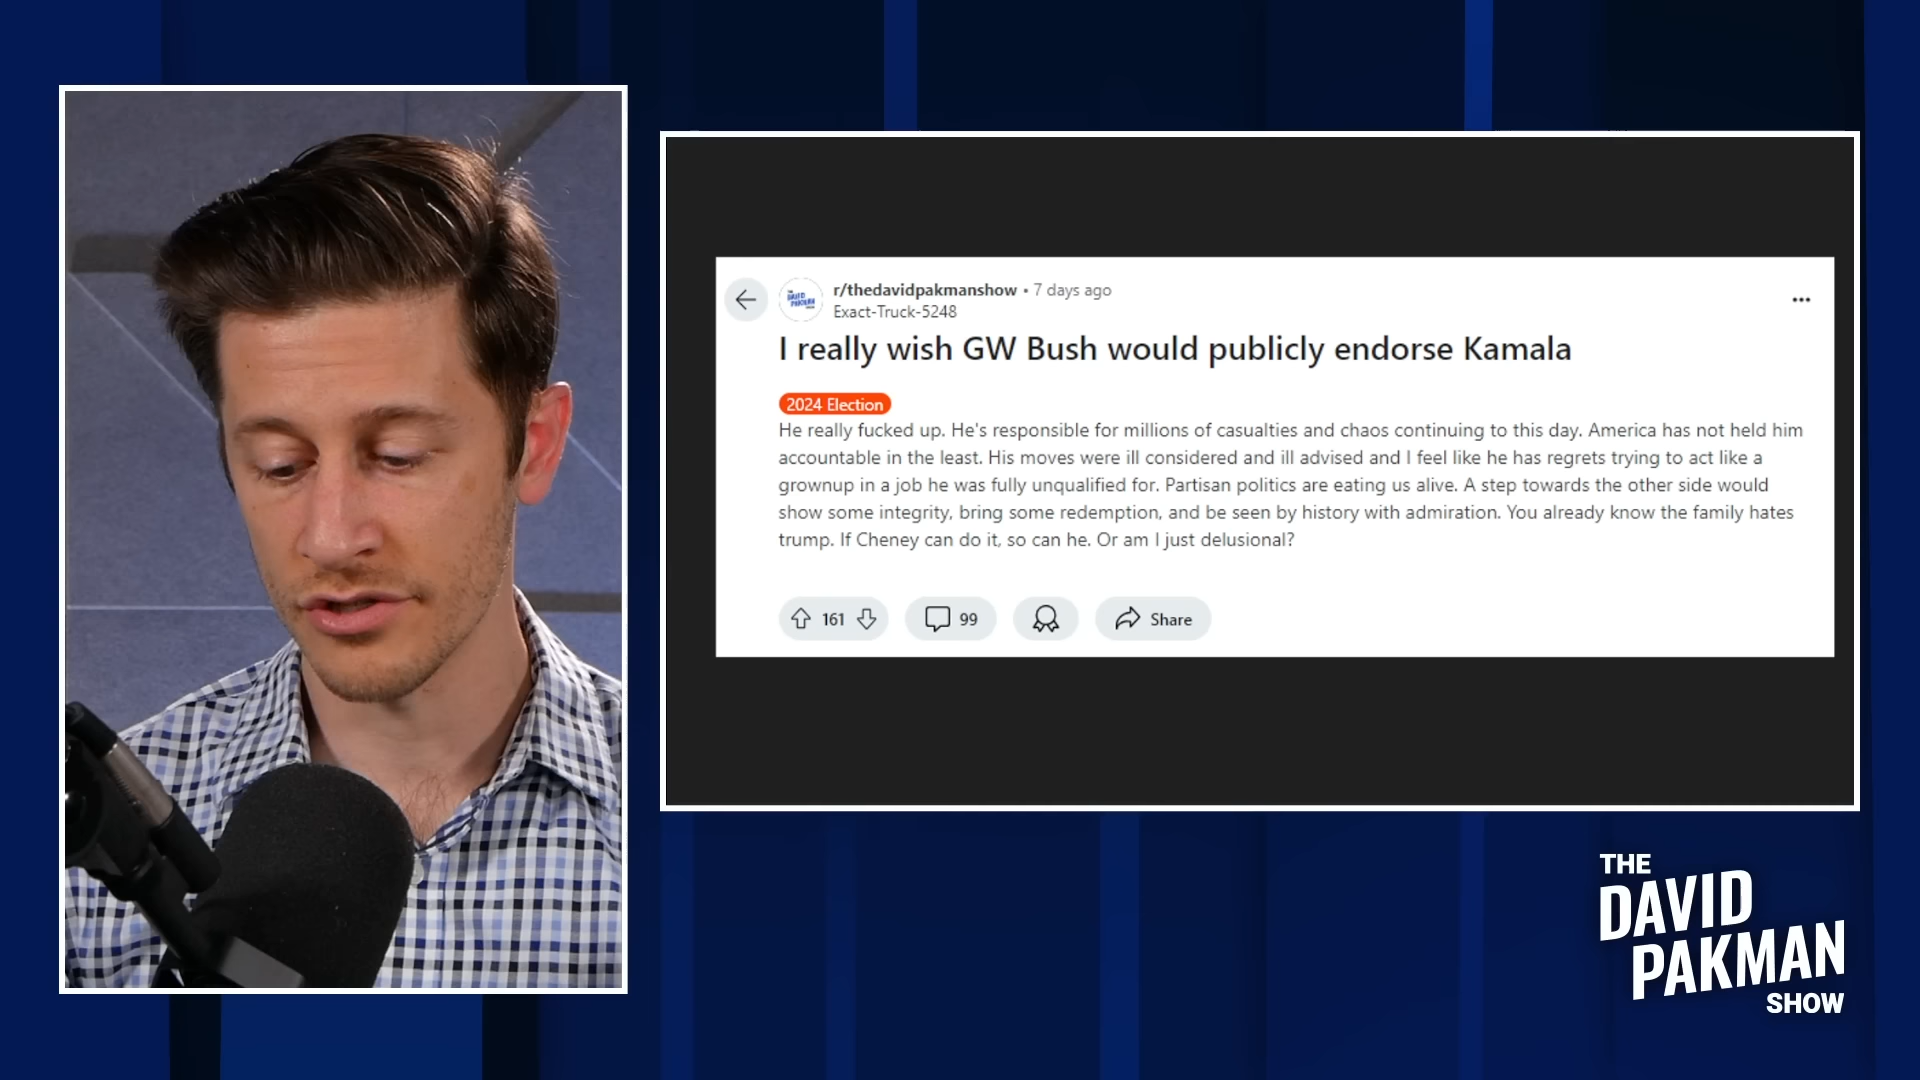 r/thedavidpakmanshow • 7 days ago
Exact-Truck-5248
I really wish GW Bush would publicly endorse Kamala
2024 Election
He really fucked up. He's responsible for millions of casualties and chaos continuing to this day. America has not held him
accountable in the least. His moves were ill considered and ill advised and I feel like he has regrets trying to act like a
grownup in a job he was fully unqualified for. Partisan politics are eating us alive. A step towards the other side would
show some integrity, bring some redemption, and be seen by history with admiration. You already know the family hates
trump. If Cheney can do it, so can he. Or am I just delusional?
161
99
Share
THE
DAVID
PAKMAN
SHOW